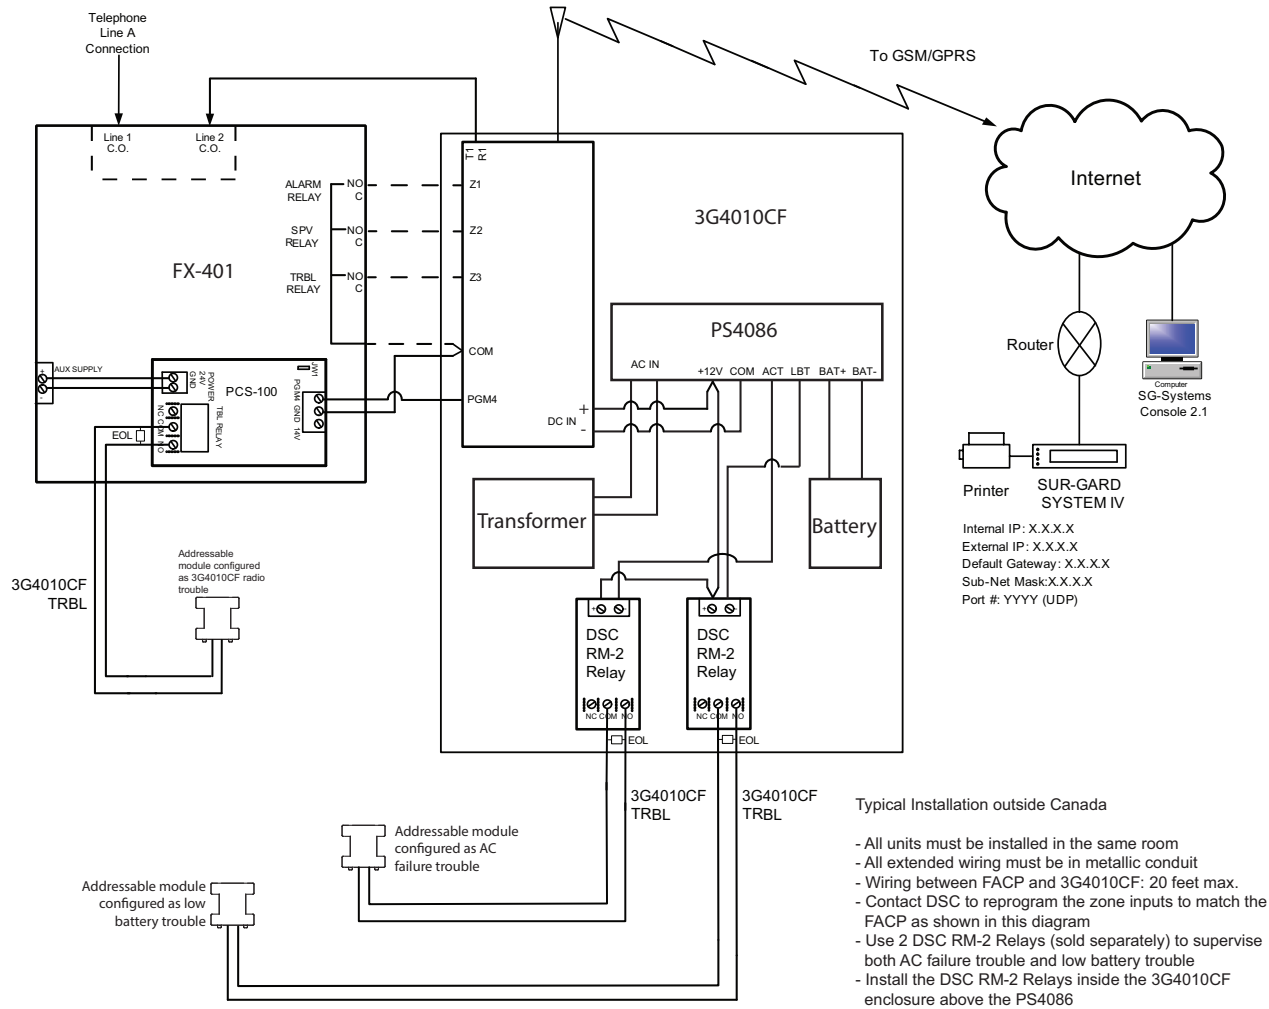 Telephone
Line A
Connection
To GSM/GPRS
Line 1
C.O.
Line 2
C.O.
T1
R1
ALARM
RELAY
NO
C
Z1
SPV
RELAY
NO
C
Z2
TRBL
RELAY
NO
C
Z3
FX-401
3G4010CF
Internet
PS4086
AC IN
+12V
COM
ACT
LBT
BAT+
BAT-
COM
PGM4
DC IN
+
-
Router
Computer
SG-Systems
Console 2.1
+
-
AUX SUPPLY
PCS-100
JW1
POWER
24V
GND
TBL RELAY
NC
COM
NO
PGM4
GND
14V
EOL
Transformer
Battery
Printer
SUR-GARD
SYSTEM IV
Internal IP: X.X.X.X
External IP: X.X.X.X
Default Gateway: X.X.X.X
Sub-Net Mask:X.X.X.X
Port #: YYYY (UDP)
Addressable
module configured
as 3G4010CF radio
trouble
3G4010CF
TRBL
+
-
DSC
RM-2
Relay
NC COM NO
EOL
+
-
DSC
RM-2
Relay
NC COM NO
EOL
3G4010CF
TRBL
3G4010CF
TRBL
Addressable module
configured as AC
failure trouble
Addressable module
configured as low
battery trouble
Typical Installation outside Canada
- All units must be installed in the same room
- All extended wiring must be in metallic conduit
- Wiring between FACP and 3G4010CF: 20 feet max.
- Contact DSC to reprogram the zone inputs to match the
FACP as shown in this diagram
- Use 2 DSC RM-2 Relays (sold separately) to supervise
both AC failure trouble and low battery trouble
- Install the DSC RM-2 Relays inside the 3G4010CF
enclosure above the PS4086